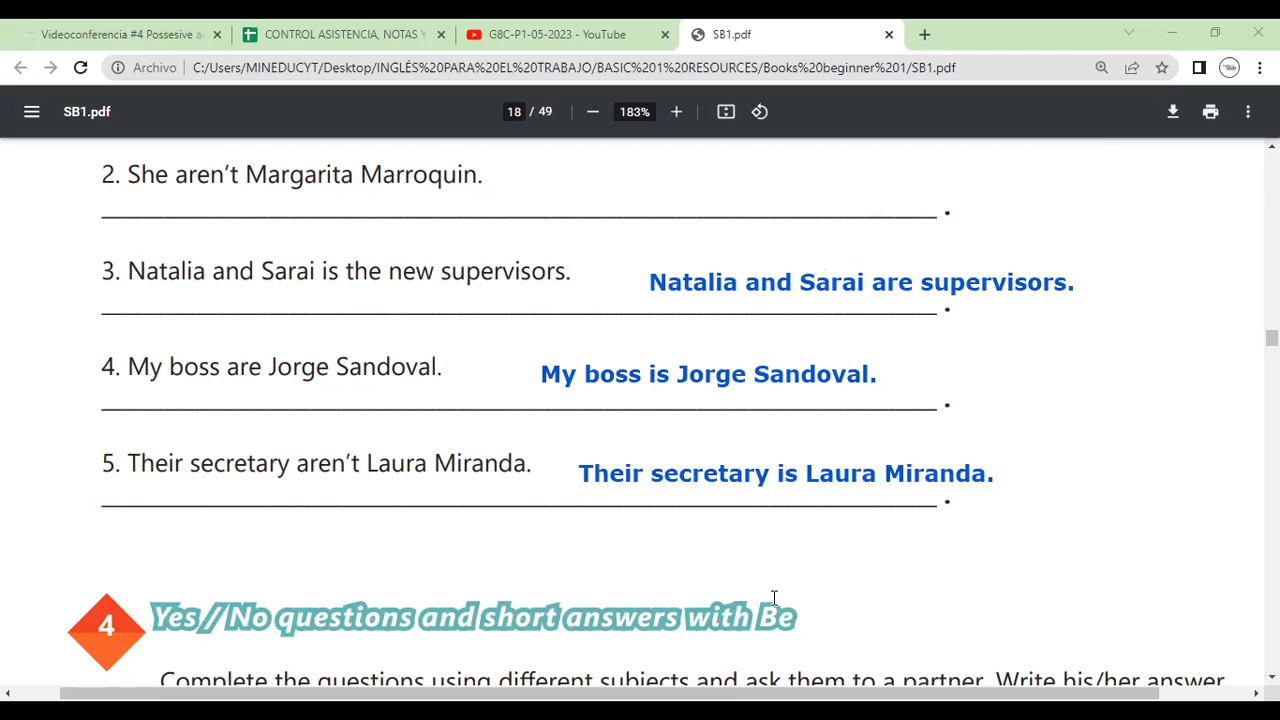 Videoconferencia #4 Possesive a
CONTROL ASISTENCIA, NOTAS Y
G8C-P1-05-2023 - YouTube
SB1.pdf
Archivo C:/Users/MINEDUCYT/Desktop/INGLÉS%20PARA%20EL%20TRABAJO/BASIC%201%20RESOURCES/Books%20beginner%201/SB1.pdf
SB1.pdf 18 / 49 183%
2. She aren’t Margarita Marroquin.
3. Natalia and Sarai is the new supervisors.
Natalia and Sarai are supervisors.
4. My boss are Jorge Sandoval.
My boss is Jorge Sandoval.
5. Their secretary aren’t Laura Miranda.
Their secretary is Laura Miranda.
4 Yes / No questions and short answers with Be
Complete the questions using different subjects and ask them to a partner. Write his/her answer